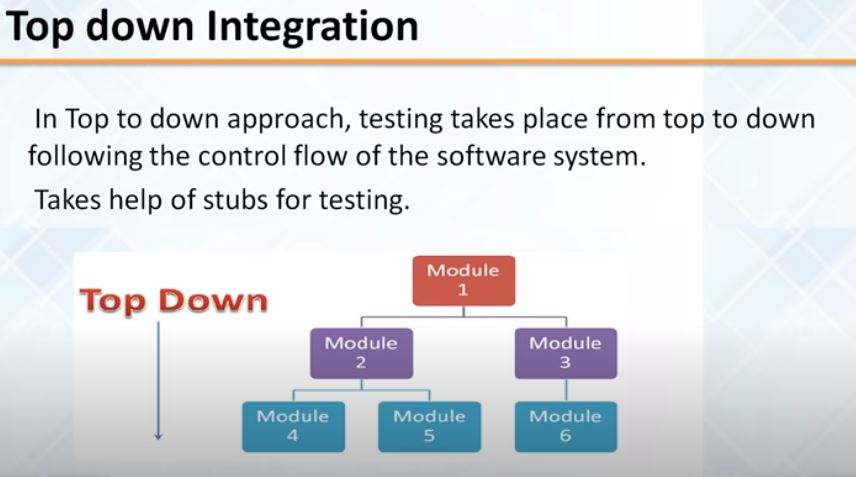 Top down Integration
In Top to down approach, testing takes place from top to down
following the control flow of the software system.
Takes help of stubs for testing.
Top Down
Module
1
Module
2
Module
3
Module
4
Module
5
Module
6